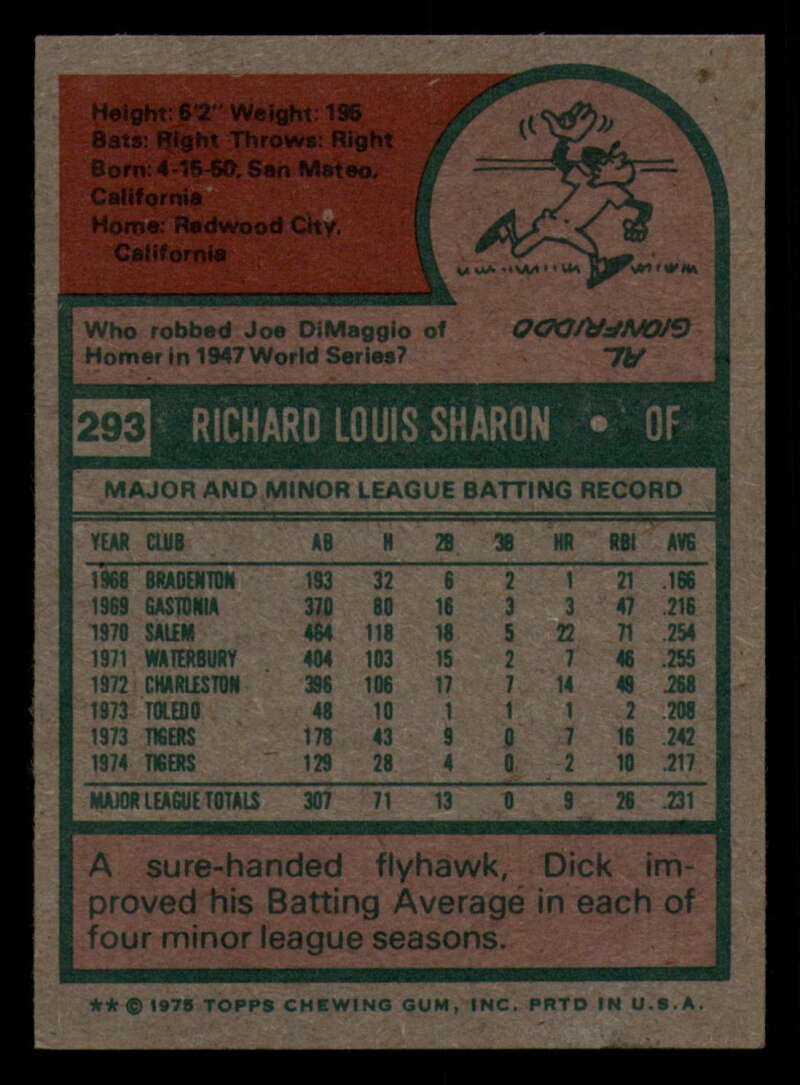 Height: 6'2" Weight: 195
Bats: Right Throws: Right
Born: 4-15-50, San Mateo,
California
Home: Redwood City,
California
Who robbed Joe DiMaggio of
Homer in 1947 World Series?
AL
GIONFRIDDO
293 RICHARD LOUIS SHARON • OF
MAJOR AND MINOR LEAGUE BATTING RECORD
YEAR CLUB AB H 2B 3B HR RBI AVG
1968 BRADENTON 193 32 6 2 1 21 .166
1969 GASTONIA 370 80 16 3 3 47 .216
1970 SALEM 464 118 18 5 22 71 .254
1971 WATERBURY 404 103 15 2 7 46 .255
1972 CHARLESTON 396 106 17 7 14 49 .268
1973 TOLEDO 48 10 1 1 1 2 .208
1973 TIGERS 178 43 9 0 7 16 .242
1974 TIGERS 129 28 4 0 2 10 .217
MAJOR LEAGUE TOTALS 307 71 13 0 9 26 .231
A sure-handed flyhawk, Dick im-
proved his Batting Average in each of
four minor league seasons.
** © 1975 TOPPS CHEWING GUM, INC. PRTD IN U.S.A.